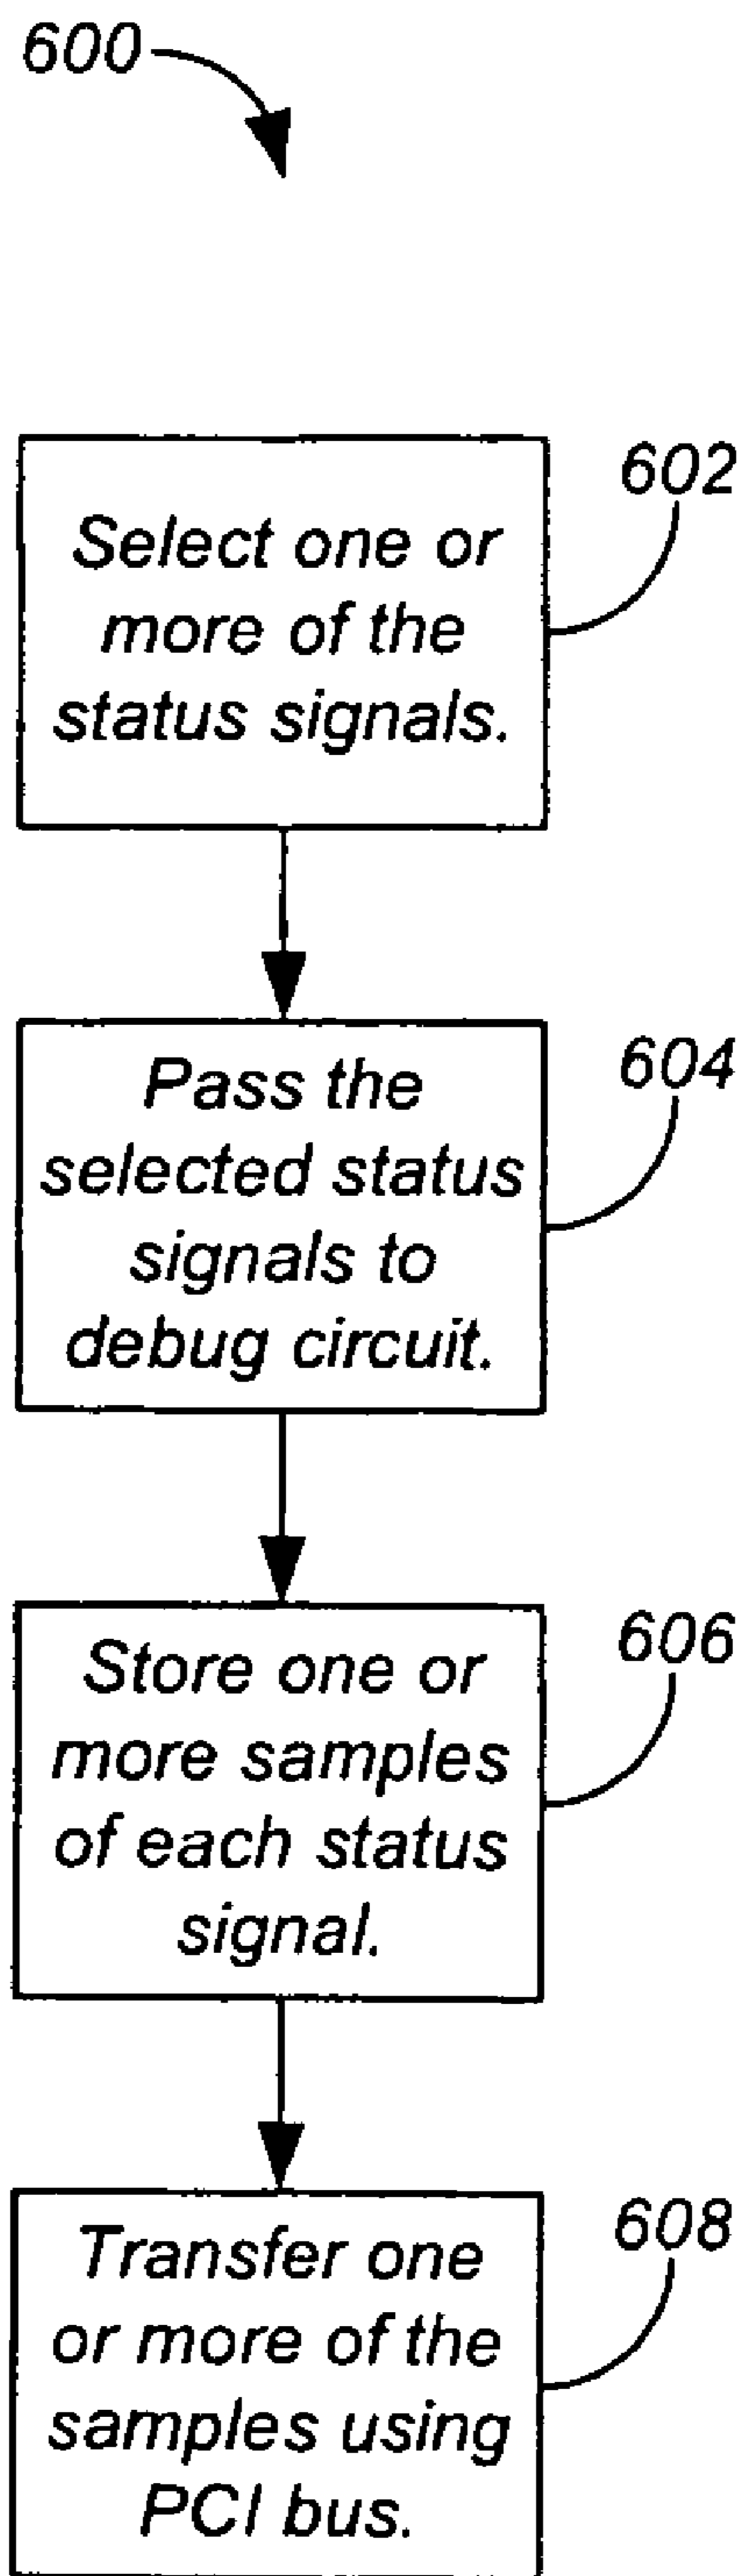 600
602
Select one or
more of the
status signals.
604
Pass the
selected status
signals to
debug circuit.
606
Store one or
more samples
of each status
signal.
608
Transfer one
or more of the
samples using
PCI bus.